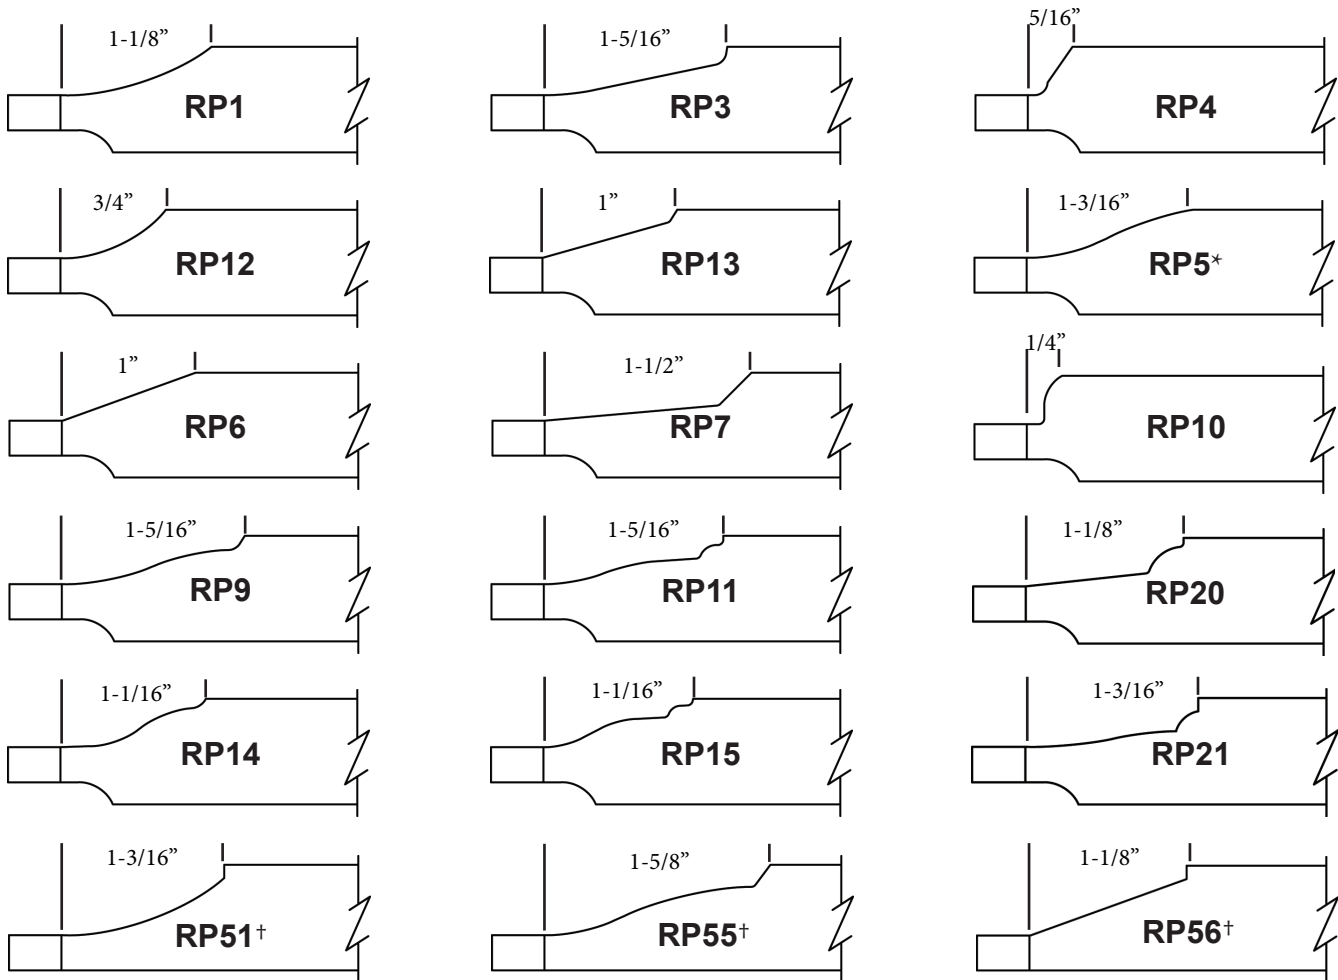 1-1/8”
RP1
1-5/16”
RP3
5/16”
RP4
3/4”
RP12
1”
RP13
1-3/16”
RP5*
1”
RP6
1-1/2”
RP7
1/4”
RP10
1-5/16”
RP9
1-5/16”
RP11
1-1/8”
RP20
1-1/16”
RP14
1-1/16”
RP15
1-3/16”
RP21
1-3/16”
RP51†
1-5/8”
RP55†
1-1/8”
RP56†